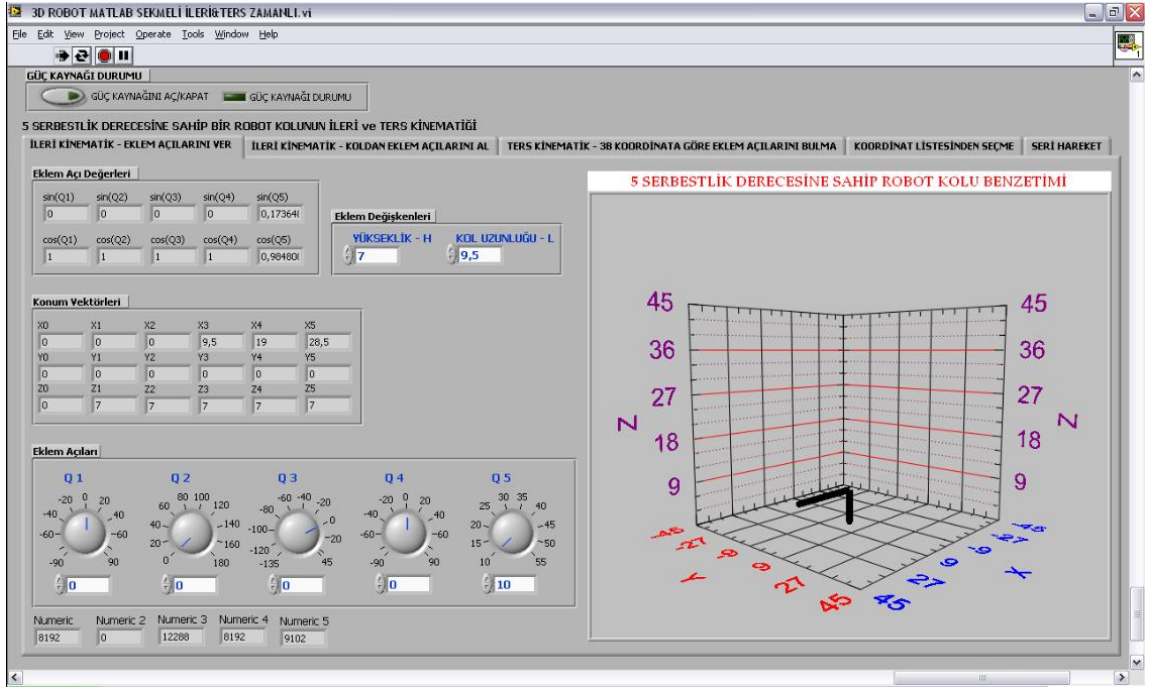 3D ROBOT MATLAB SEKMELİ İLERİ&TERS ZAMANLI.vi
File Edit View Project Operate Tools Window Help
GÜÇ KAYNAĞI DURUMU
GÜÇ KAYNAĞINI AÇ/KAPAT GÜÇ KAYNAĞI DURUMU
5 SERBESTLİK DERECESİNE SAHİP BİR ROBOT KOLUNUN İLERİ ve TERS KİNEMATİĞİ
İLERİ KİNEMATİK - EKLEM AÇILARINI VER İLERİ KİNEMATİK - KOLDAN EKLEM AÇILARINI AL TERS KİNEMATİK - 3B KOORDİNATA GÖRE EKLEM AÇILARINI BULMA KOORDİNAT LİSTESİNDEN SEÇME SERİ HAREKET
Eklem Açı Değerleri
sin(Q1) sin(Q2) sin(Q3) sin(Q4) sin(Q5)
0 0 0 0 0,17364
cos(Q1) cos(Q2) cos(Q3) cos(Q4) cos(Q5)
1 1 1 1 0,98480
Eklem Değişkenleri
YÜKSEKLİK - H KOL UZUNLUĞU - L
7 9,5
Konum Vektörleri
X0 X1 X2 X3 X4 X5
0 0 0 9,5 19 28,5
Y0 Y1 Y2 Y3 Y4 Y5
0 0 0 0 0 0
Z0 Z1 Z2 Z3 Z4 Z5
0 7 7 7 7 7
Eklem Açıları
Q 1 Q 2 Q 3 Q 4 Q 5
-90 -60 -40 -20 0 20 40 60 90
0 20 40 60 80 100 120 140 160 180
-135 -120 -100 -80 -60 -40 -20 0 20 45
-90 -60 -40 -20 0 20 40 60 90
10 15 20 25 30 35 40 45 50 55
0 0 0 0 10
Numeric Numeric 2 Numeric 3 Numeric 4 Numeric 5
8192 0 12288 8192 9102
5 SERBESTLİK DERECESİNE SAHİP ROBOT KOLU BENZETİMİ
45 45
36 36
27 27
Z Z
18 18
9 9
-45 -27 -9 9 27 45
Y
-45 -27 -9 9 27 45
X